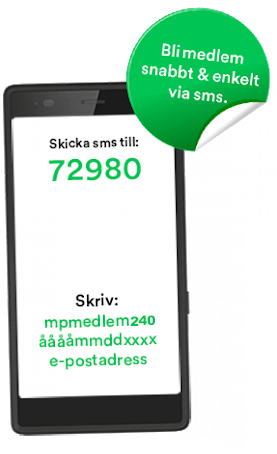 Bli medlem
snabbt & enkelt
via sms.
Skicka sms till:
72980
Skriv:
mpmedlem240
ååååmmddxxxx
e-postadress